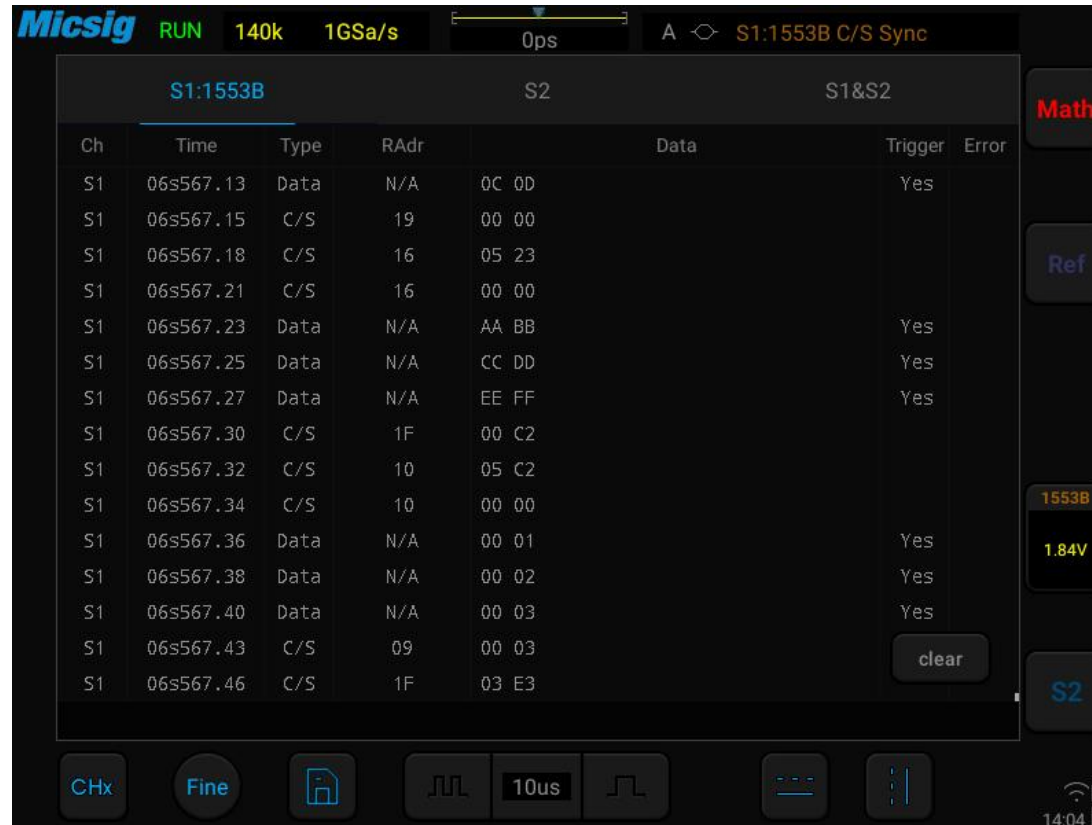 Micsig RUN 140k 1GSa/s 0ps A S1:1553B C/S Sync
S1:1553B S2 S1&S2
Math
Ch Time Type RAdr Data Trigger Error
S1 06s567.13 Data N/A 0C 0D Yes
S1 06s567.15 C/S 19 00 00
S1 06s567.18 C/S 16 05 23
Ref
S1 06s567.21 C/S 16 00 00
S1 06s567.23 Data N/A AA BB Yes
S1 06s567.25 Data N/A CC DD Yes
S1 06s567.27 Data N/A EE FF Yes
S1 06s567.30 C/S 1F 00 C2
S1 06s567.32 C/S 10 05 C2
S1 06s567.34 C/S 10 00 00
1553B
S1 06s567.36 Data N/A 00 01 Yes
1.84V
S1 06s567.38 Data N/A 00 02 Yes
S1 06s567.40 Data N/A 00 03 Yes
S1 06s567.43 C/S 09 00 03
clear
S1 06s567.46 C/S 1F 03 E3
S2
CHx Fine 10us
14:04